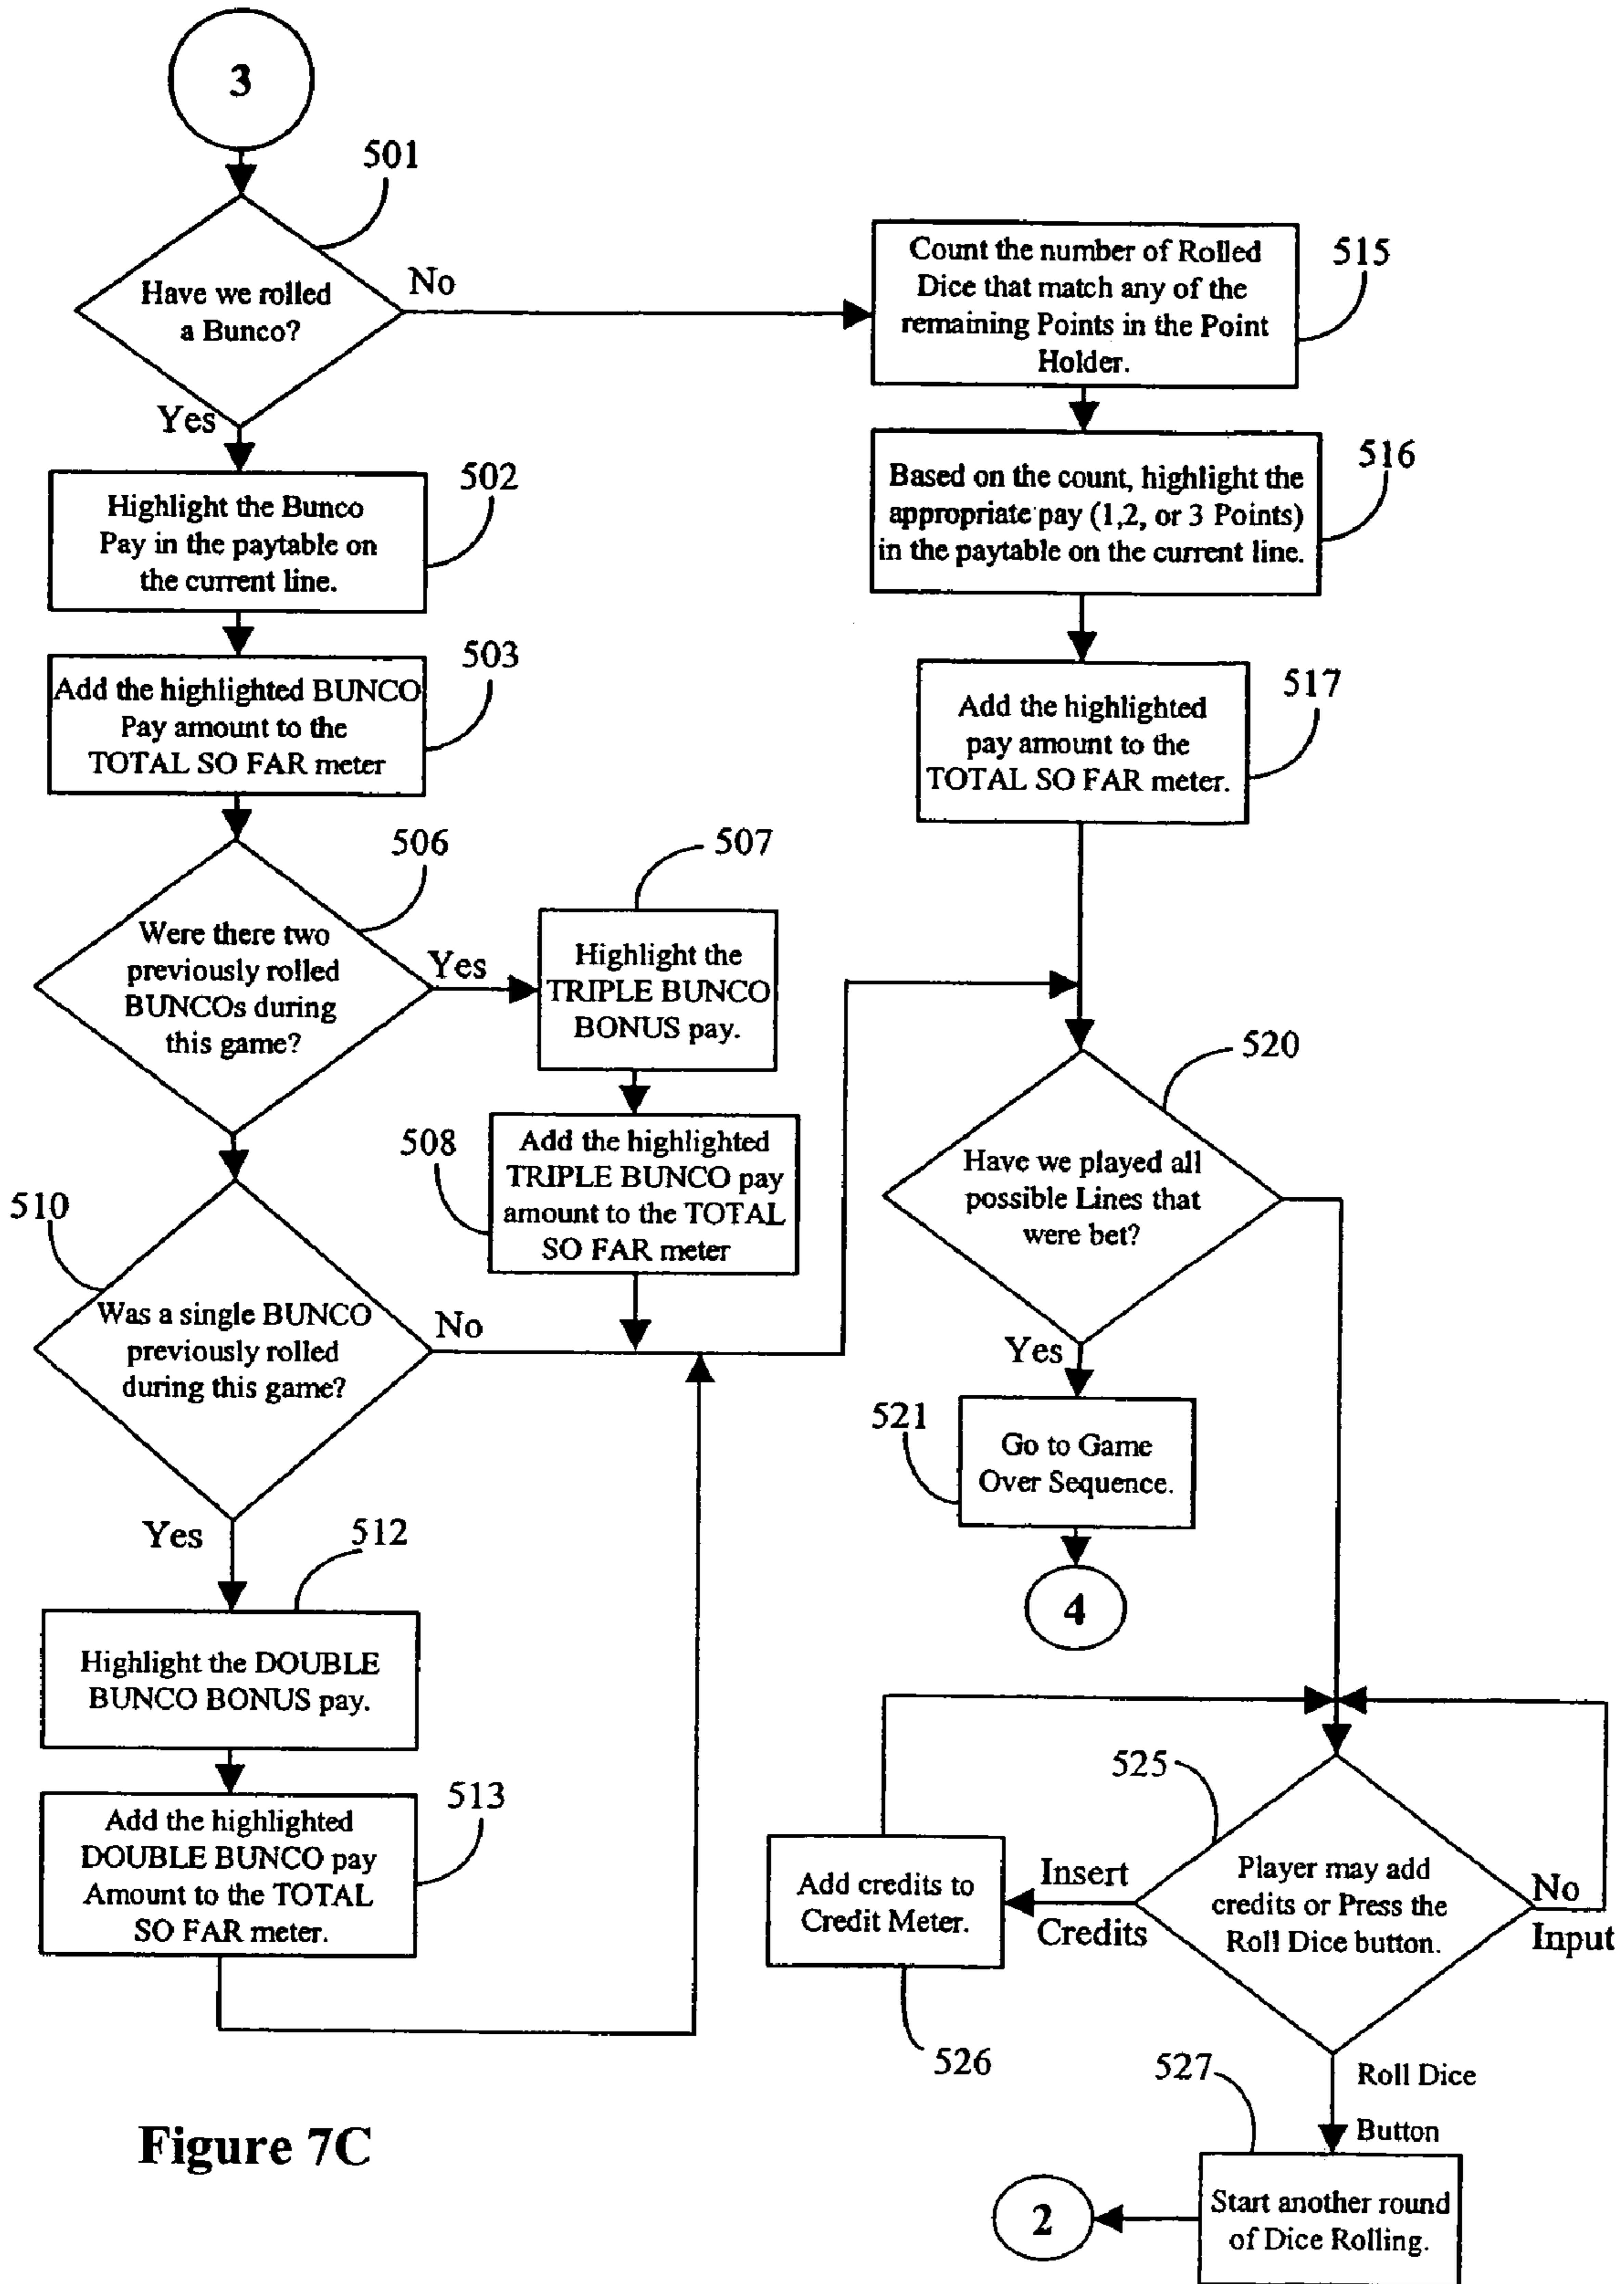 3
501
Have we rolled
a Bunco?
No
Yes
502
Highlight the Bunco
Pay in the paytable on
the current line.
503
Add the highlighted BUNCO
Pay amount to the
TOTAL SO FAR meter
506
Were there two
previously rolled
BUNCOs during
this game?
Yes
507
Highlight the
TRIPLE BUNCO
BONUS pay.
508
Add the highlighted
TRIPLE BUNCO pay
amount to the TOTAL
SO FAR meter
510
Was a single BUNCO
previously rolled
during this game?
No
Yes
512
Highlight the DOUBLE
BUNCO BONUS pay.
513
Add the highlighted
DOUBLE BUNCO pay
Amount to the TOTAL
SO FAR meter.
515
Count the number of Rolled
Dice that match any of the
remaining Points in the Point
Holder.
516
Based on the count, highlight the
appropriate pay (1,2, or 3 Points)
in the paytable on the current line.
517
Add the highlighted
pay amount to the
TOTAL SO FAR meter.
520
Have we played all
possible Lines that
were bet?
Yes
521
Go to Game
Over Sequence.
4
525
Player may add
credits or Press the
Roll Dice button.
No
Input
Insert
Credits
Add credits to
Credit Meter.
526
Roll Dice
Button
527
Start another round
of Dice Rolling.
2
Figure 7C